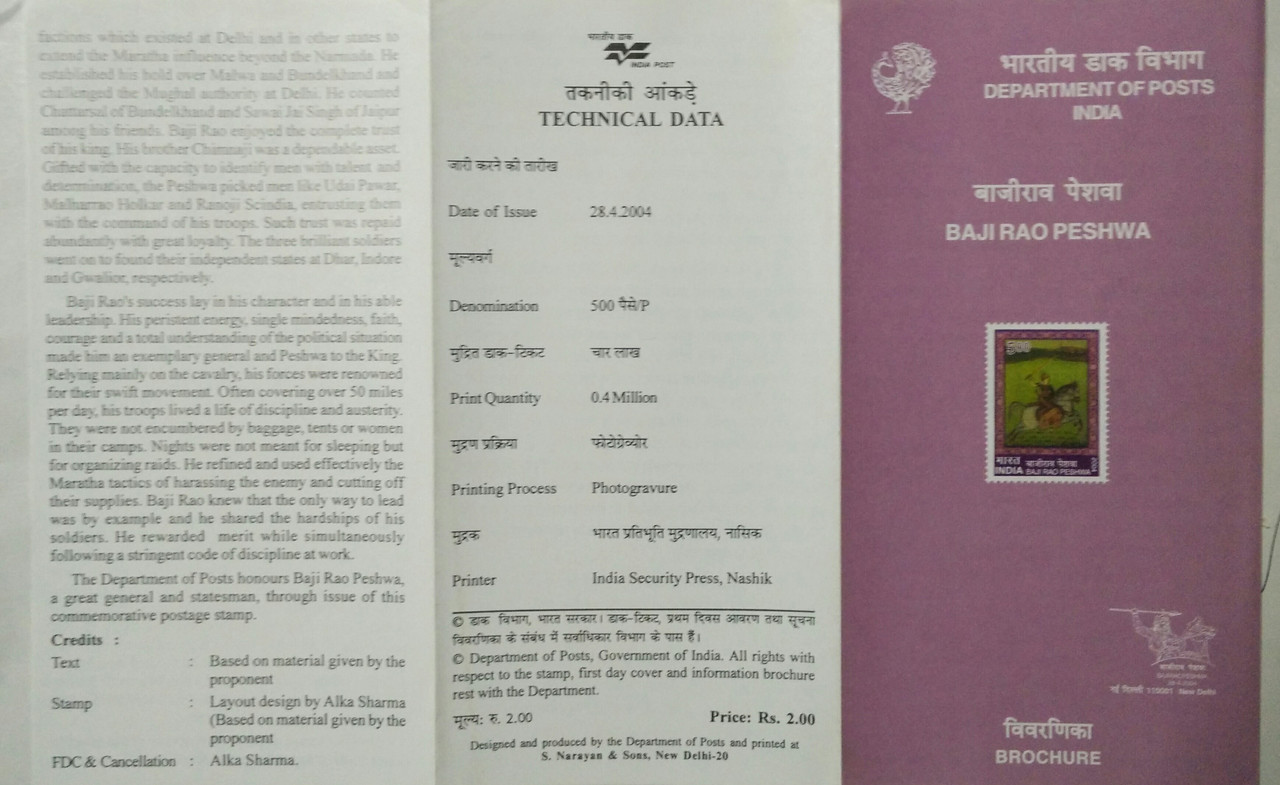 factions which existed at Delhi and in other states to
extend the Maratha influence beyond the Narmada. He
established his hold over Malwa and Bundelkhand and
challenged the Mughal authority at Delhi. He counted
Chattarsal of Bundelkhand and Sawai Jai Singh of Jaipur
among his friends. Baji Rao enjoyed the complete trust
of his king. His brother Chimnaji was a dependable asset.
Gifted with the capacity to identify men with talent and
determination, the Peshwa picked men like Udai Pawar,
Malharrao Holkar and Ranoji Scindia, entrusting them
with the command of his troops. Such trust was repaid
abundantly with great loyalty. The three brilliant soldiers
went on to found their independent states at Dhar, Indore
and Gwalior, respectively.
Baji Rao's success lay in his character and in his able
leadership. His peristent energy, single mindedness, faith,
courage and a total understanding of the political situation
made him an exemplary general and Peshwa to the King.
Relying mainly on the cavalry, his forces were renowned
for their swift movement. Often covering over 50 miles
per day, his troops lived a life of discipline and austerity.
They were not encumbered by baggage, tents or women
in their camps. Nights were not meant for sleeping but
for organizing raids. He refined and used effectively the
Maratha tactics of harassing the enemy and cutting off
their supplies. Baji Rao knew that the only way to lead
was by example and he shared the hardships of his
soldiers. He rewarded merit while simultaneously
following a stringent code of discipline at work.
The Department of Posts honours Baji Rao Peshwa,
a great general and statesman, through issue of this
commemorative postage stamp.
Credits :
Text : Based on material given by the
proponent
Stamp : Layout design by Alka Sharma
(Based on material given by the
proponent
FDC & Cancellation : Alka Sharma.
भारतीय डाक
INDIA POST
तकनीकी आंकड़े
TECHNICAL DATA
जारी करने की तारीख
Date of Issue 28.4.2004
मूल्यवर्ग
Denomination 500 पैसे/P
मुद्रित डाक-टिकट चार लाख
Print Quantity 0.4 Million
मुद्रण प्रक्रिया फोटोग्रेव्योर
Printing Process Photogravure
मुद्रक भारत प्रतिभूति मुद्रणालय, नासिक
Printer India Security Press, Nashik
© डाक विभाग, भारत सरकार। डाक-टिकट, प्रथम दिवस आवरण तथा सूचना
विवरणिका के संबंध में सर्वाधिकार विभाग के पास हैं।
© Department of Posts, Government of India. All rights with
respect to the stamp, first day cover and information brochure
rest with the Department.
मूल्य: रु. 2.00 Price: Rs. 2.00
Designed and produced by the Department of Posts and printed at
S. Narayan & Sons, New Delhi-20
भारतीय डाक विभाग
DEPARTMENT OF POSTS
INDIA
बाजीराव पेशवा
BAJI RAO PESHWA
500
भारत बाजीराव पेशवा
INDIA BAJI RAO PESHWA
बाजीराव पेशवा
BAJIRAO PESHWA
28-4-2004
नई दिल्ली 110001 New Delhi
विवरणिका
BROCHURE